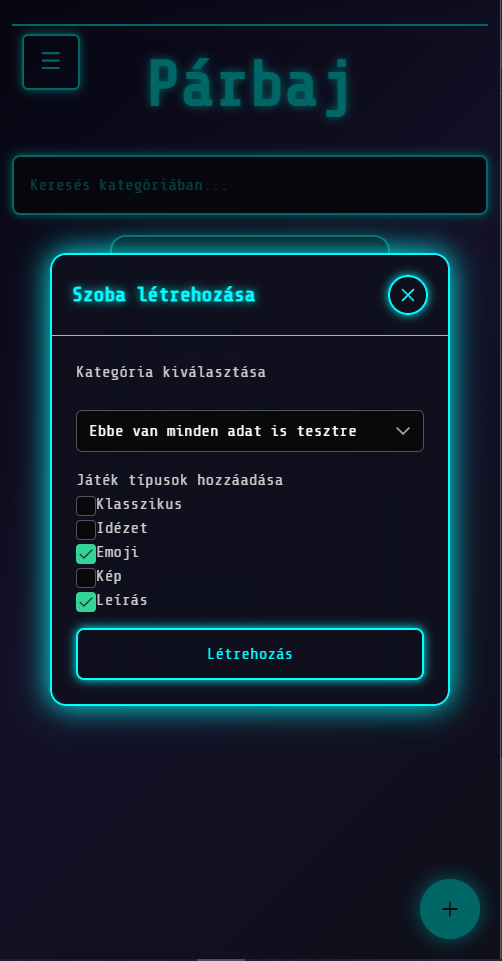 Párbaj
Keresés kategóriában...
Szoba létrehozása
Kategória kiválasztása
Ebbe van minden adat is tesztre
Játék típusok hozzáadása
Klasszikus
Idézet
Emoji
Kép
Leírás
Létrehozás